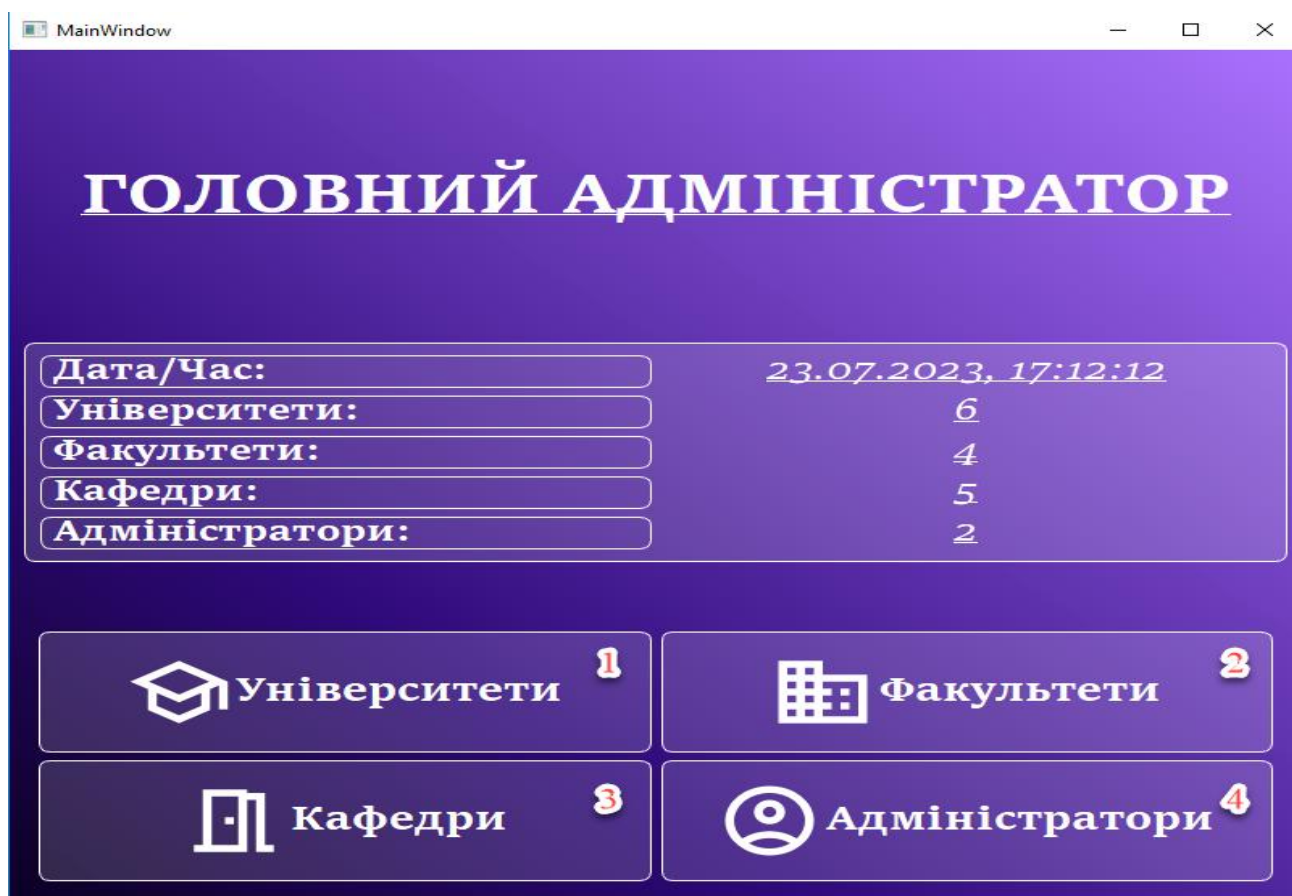 MainWindow
ГОЛОВНИЙ АДМІНІСТРАТОР
Дата/Час: 23.07.2023, 17:12:12
Університети: 6
Факультети: 4
Кафедри: 5
Адміністратори: 2
Університети 1
Факультети 2
Кафедри 3
Адміністратори 4